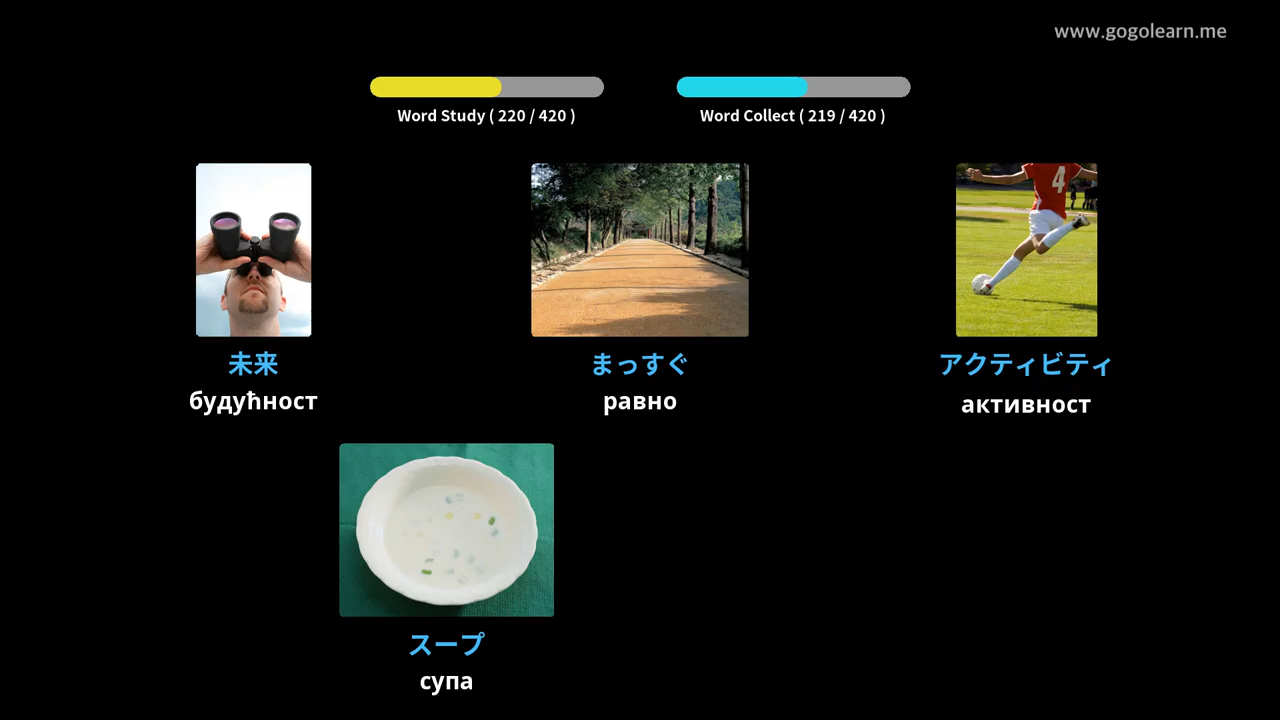 www.gogolearn.me
Word Study ( 220 / 420 )
Word Collect ( 219 / 420 )
4
未来
будућност
まっすぐ
равно
アクティビティ
активност
スープ
супа